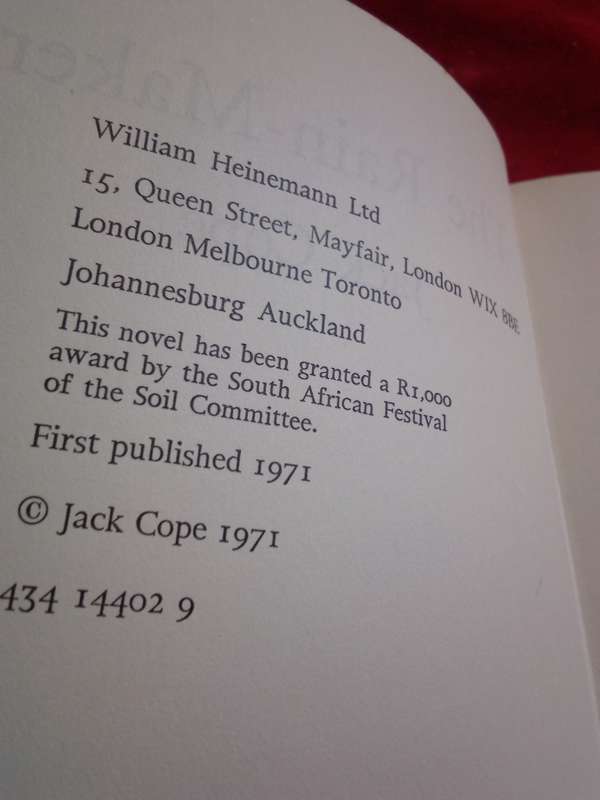 William Heinemann Ltd
15, Queen Street, Mayfair, London WIX 8BE
London Melbourne Toronto
Johannesburg Auckland
This novel has been granted a R1,000
award by the South African Festival
of the Soil Committee.
First published 1971
© Jack Cope 1971
434 14402 9